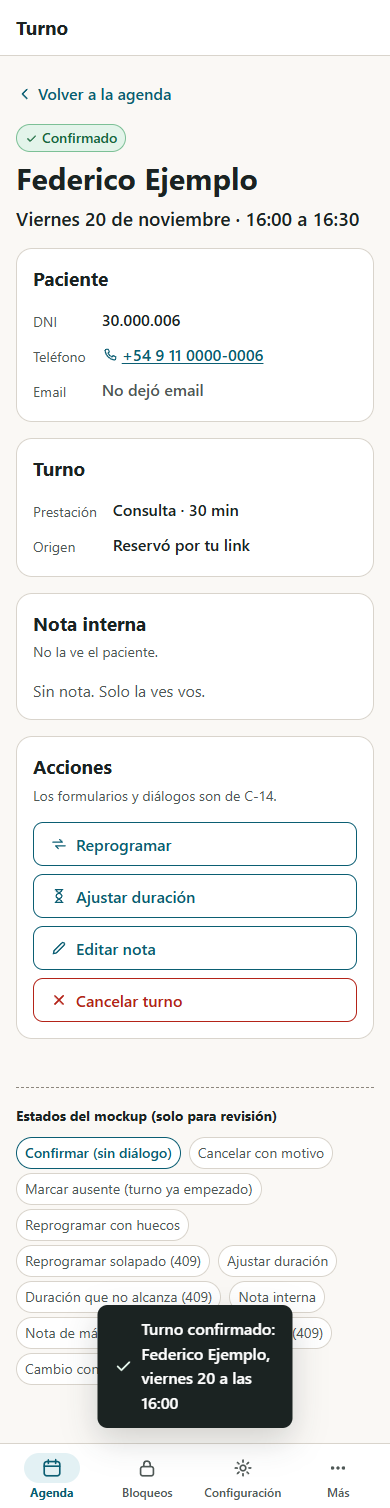 Turno
Volver a la agenda
Confirmado
Federico Ejemplo
Viernes 20 de noviembre · 16:00 a 16:30
Paciente
DNI 30.000.006
Teléfono +54 9 11 0000-0006
Email No dejó email
Turno
Prestación Consulta · 30 min
Origen Reservó por tu link
Nota interna
No la ve el paciente.
Sin nota. Solo la ves vos.
Acciones
Los formularios y diálogos son de C-14.
Reprogramar
Ajustar duración
Editar nota
Cancelar turno
Estados del mockup (solo para revisión)
Confirmar (sin diálogo) Cancelar con motivo
Marcar ausente (turno ya empezado)
Reprogramar con huecos
Reprogramar solapado (409) Ajustar duración
Duración que no alcanza (409) Nota interna
Nota de (409)
Cambio
Turno confirmado:
Federico Ejemplo,
viernes 20 a las
16:00
Agenda Bloqueos Configuración Más